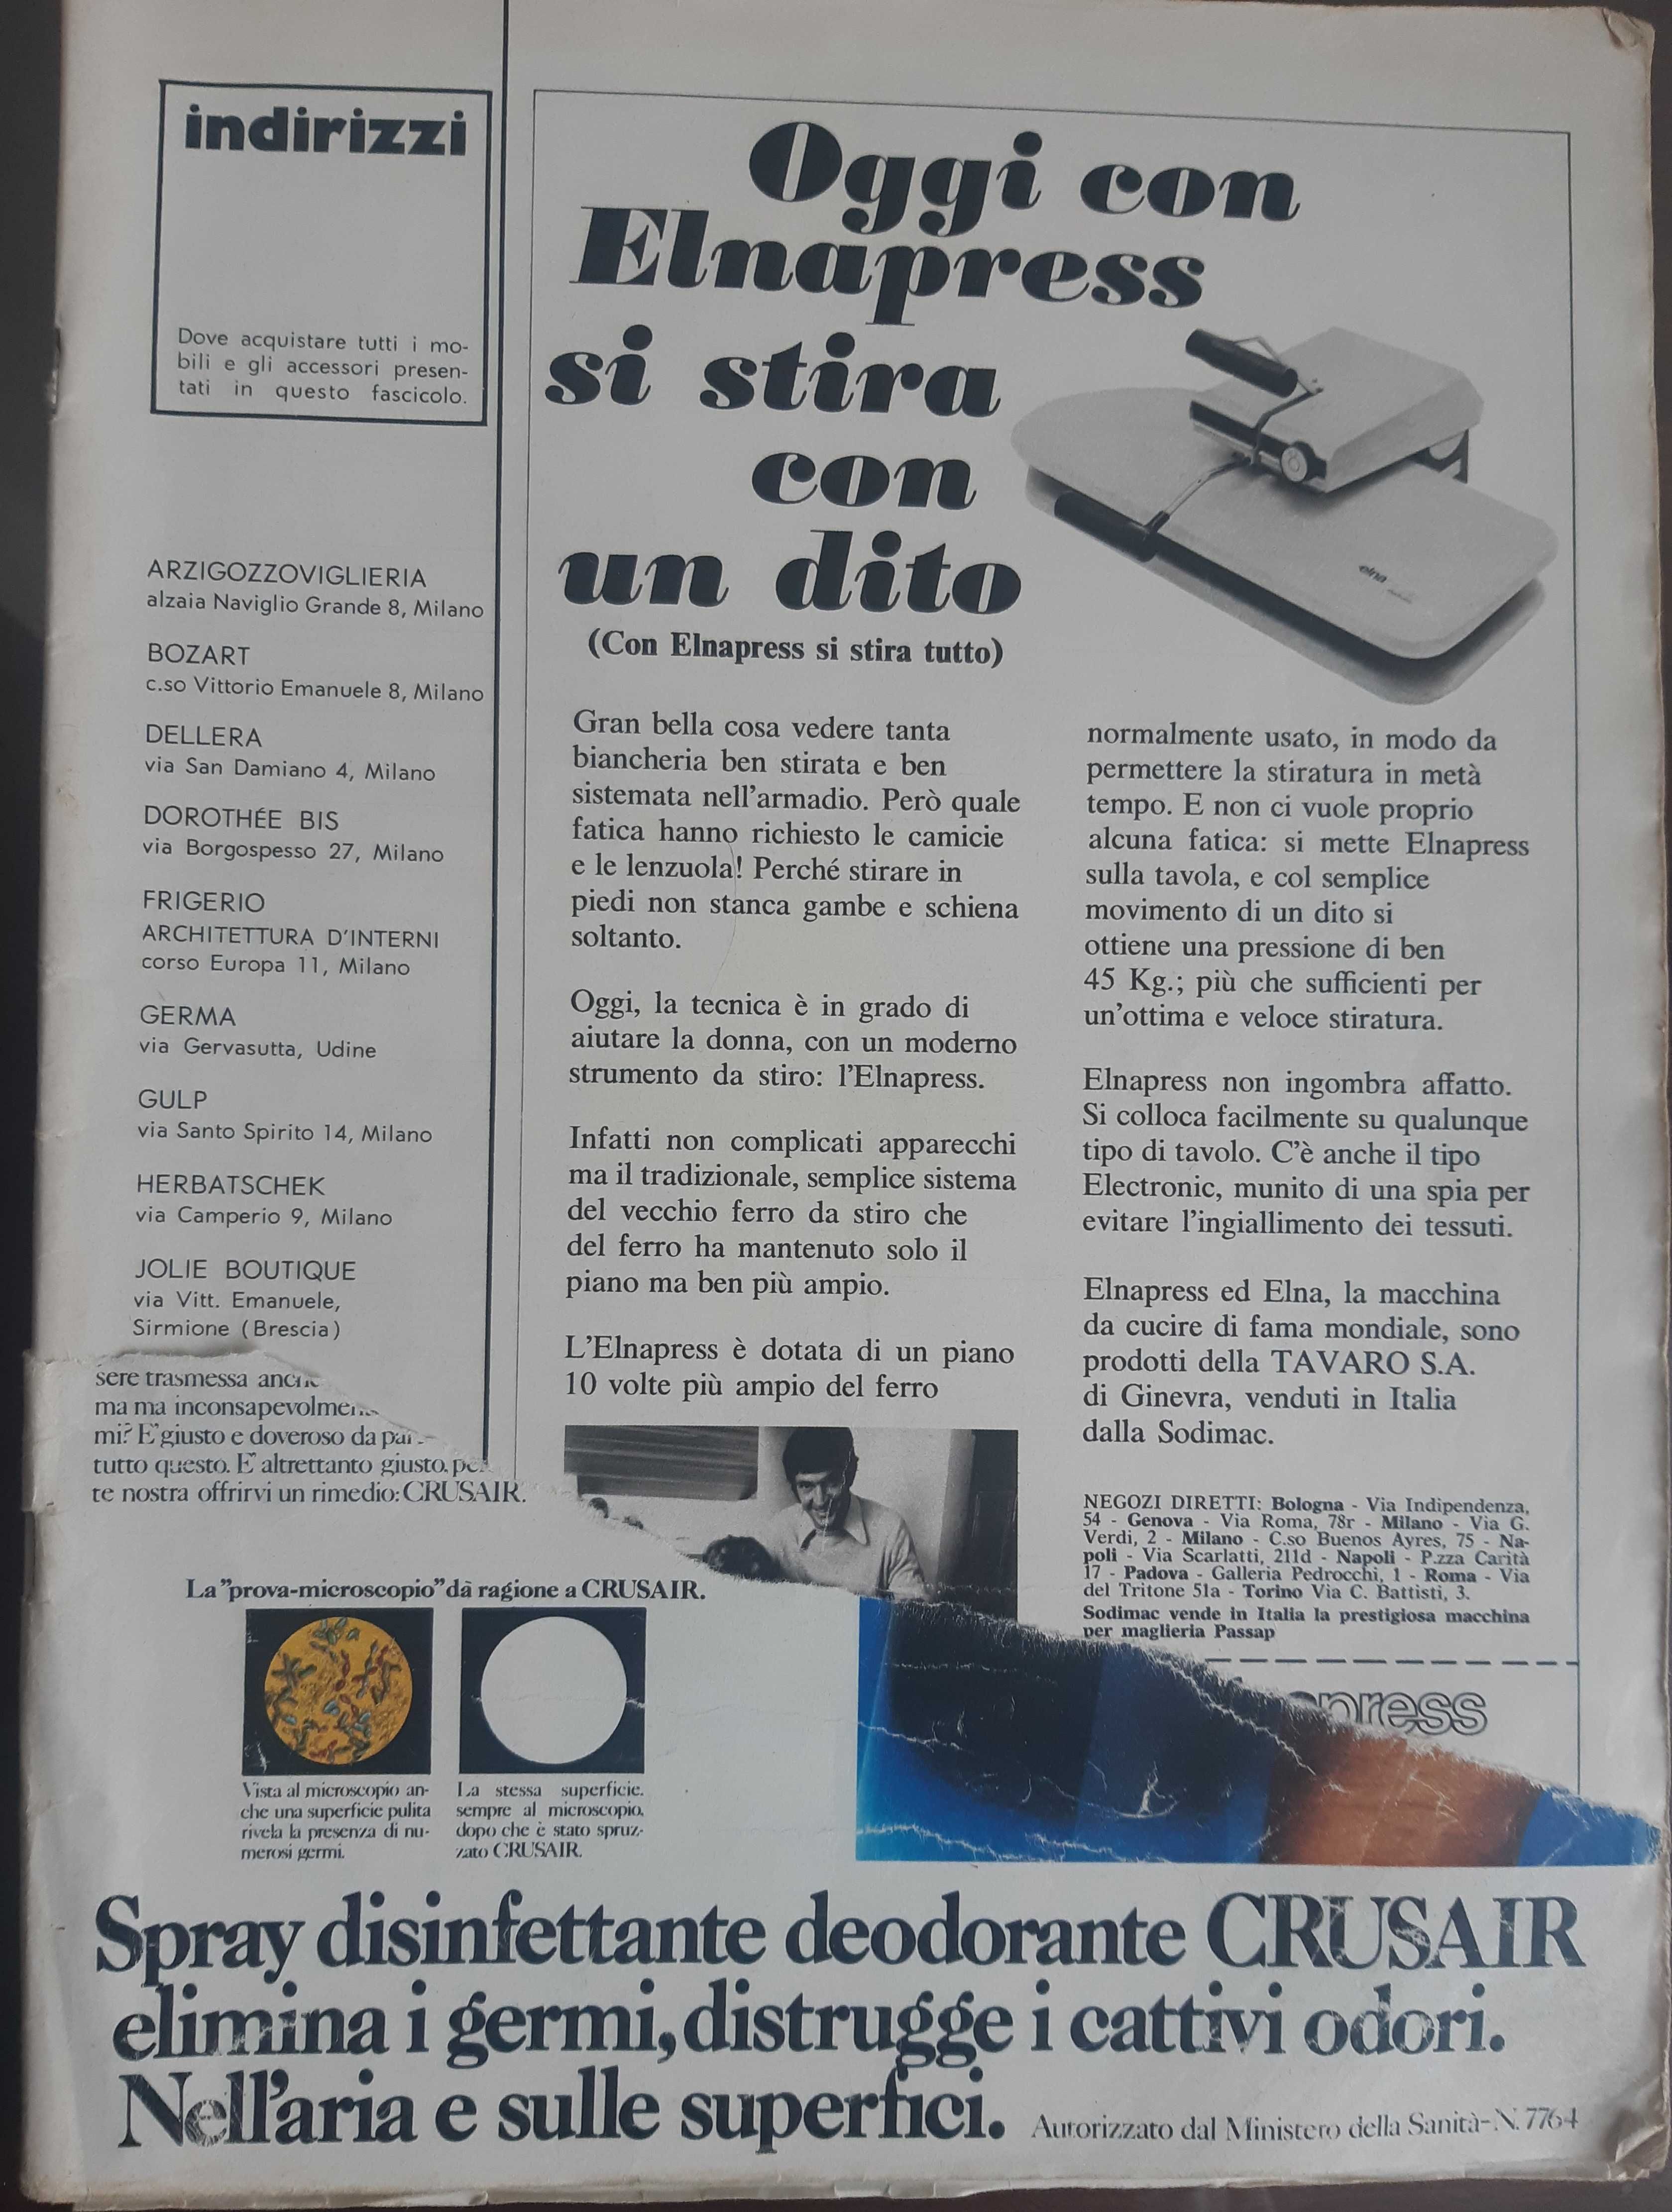 indirizzi
Dove acquistare tutti i mo-
bili e gli accessori presen-
tati in questo fascicolo.
ARZIGOZZOVIGLIERIA
alzaia Naviglio Grande 8, Milano
BOZART
c.so Vittorio Emanuele 8, Milano
DELLERA
via San Damiano 4, Milano
DOROTHÉE BIS
via Borgospesso 27, Milano
FRIGERIO
ARCHITETTURA D'INTERNI
corso Europa 11, Milano
GERMA
via Gervasutta, Udine
GULP
via Santo Spirito 14, Milano
HERBATSCHEK
via Camperio 9, Milano
JOLIE BOUTIQUE
via Vitt. Emanuele,
Sirmione (Brescia)
Oggi con
Elnapress
si stira
con
un dito
(Con Elnapress si stira tutto)
elna
Gran bella cosa vedere tanta
biancheria ben stirata e ben
sistemata nell'armadio. Però quale
fatica hanno richiesto le camicie
e le lenzuola! Perché stirare in
piedi non stanca gambe e schiena
soltanto.
Oggi, la tecnica è in grado di
aiutare la donna, con un moderno
strumento da stiro: l'Elnapress.
Infatti non complicati apparecchi
ma il tradizionale, semplice sistema
del vecchio ferro da stiro che
del ferro ha mantenuto solo il
piano ma ben più ampio.
L'Elnapress è dotata di un piano
10 volte più ampio del ferro
normalmente usato, in modo da
permettere la stiratura in metà
tempo. E non ci vuole proprio
alcuna fatica: si mette Elnapress
sulla tavola, e col semplice
movimento di un dito si
ottiene una pressione di ben
45 Kg.; più che sufficienti per
un'ottima e veloce stiratura.
Elnapress non ingombra affatto.
Si colloca facilmente su qualunque
tipo di tavolo. C'è anche il tipo
Electronic, munito di una spia per
evitare l'ingiallimento dei tessuti.
Elnapress ed Elna, la macchina
da cucire di fama mondiale, sono
prodotti della TAVARO S.A.
di Ginevra, venduti in Italia
dalla Sodimac.
NEGOZI DIRETTI: Bologna - Via Indipendenza,
54 - Genova - Via Roma, 78r - Milano - Via G.
Verdi, 2 - Milano - C.so Buenos Ayres, 75 - Na-
poli - Via Scarlatti, 211d - Napoli - P.zza Carità
17 - Padova - Galleria Pedrocchi, 1 - Roma - Via
del Tritone 51a - Torino Via C. Battisti, 3.
Sodimac vende in Italia la prestigiosa macchina
per maglieria Passap
press
sere trasmessa
ma ma inconsapevolme
mi? E' giusto e doveroso da
tutto questo. E' altrettanto giusto,
te nostra offrirvi un rimedio: CRUSAIR.
La "prova-microscopio" dà ragione a CRUSAIR.
Vista al microscopio an-
che una superficie pulita
rivela la presenza di nu-
merosi germi.
La stessa superficie,
sempre al microscopio,
dopo che è stato spruz-
zato CRUSAIR.
Spray disinfettante deodorante CRUSAIR
elimina i germi, distrugge i cattivi odori.
Nell'aria e sulle superfici.
Autorizzato dal Ministero della Sanità-N. 7764